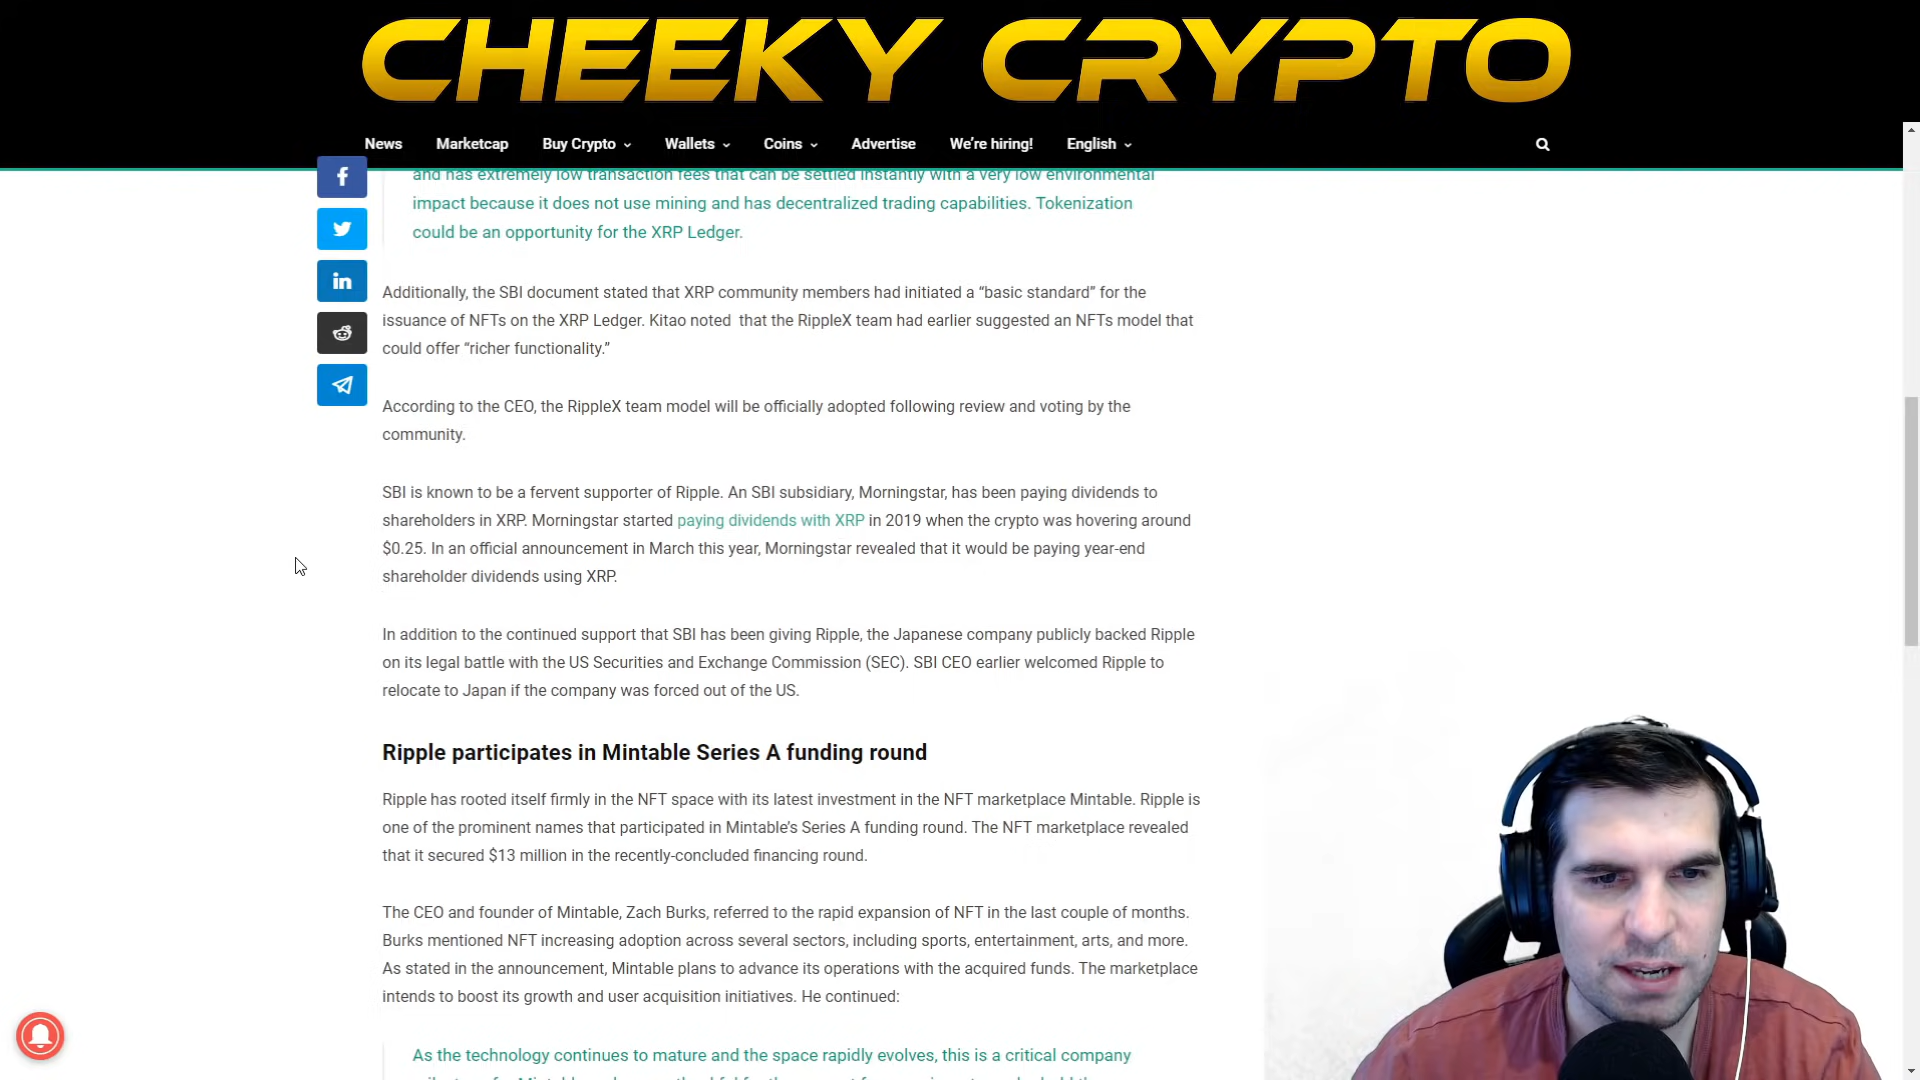 CHEEKY CRYPTO
News Marketcap Buy Crypto Wallets Coins Advertise We're hiring! English
and has extremely low transaction fees that can be settled instantly with a very low environmental
impact because it does not use mining and has decentralized trading capabilities. Tokenization
could be an opportunity for the XRP Ledger.
Additionally, the SBI document stated that XRP community members had initiated a “basic standard” for the
issuance of NFTs on the XRP Ledger. Kitao noted that the RippleX team had earlier suggested an NFTs model that
could offer “richer functionality.”
According to the CEO, the RippleX team model will be officially adopted following review and voting by the
community.
SBI is known to be a fervent supporter of Ripple. An SBI subsidiary, Morningstar, has been paying dividends to
shareholders in XRP. Morningstar started paying dividends with XRP in 2019 when the crypto was hovering around
$0.25. In an official announcement in March this year, Morningstar revealed that it would be paying year-end
shareholder dividends using XRP.
In addition to the continued support that SBI has been giving Ripple, the Japanese company publicly backed Ripple
on its legal battle with the US Securities and Exchange Commission (SEC). SBI CEO earlier welcomed Ripple to
relocate to Japan if the company was forced out of the US.
Ripple participates in Mintable Series A funding round
Ripple has rooted itself firmly in the NFT space with its latest investment in the NFT marketplace Mintable. Ripple is
one of the prominent names that participated in Mintable's Series A funding round. The NFT marketplace revealed
that it secured $13 million in the recently-concluded financing round.
The CEO and founder of Mintable, Zach Burks, referred to the rapid expansion of NFT in the last couple of months.
Burks mentioned NFT increasing adoption across several sectors, including sports, entertainment, arts, and more.
As stated in the announcement, Mintable plans to advance its operations with the acquired funds. The marketplace
intends to boost its growth and user acquisition initiatives. He continued:
As the technology continues to mature and the space rapidly evolves, this is a critical company